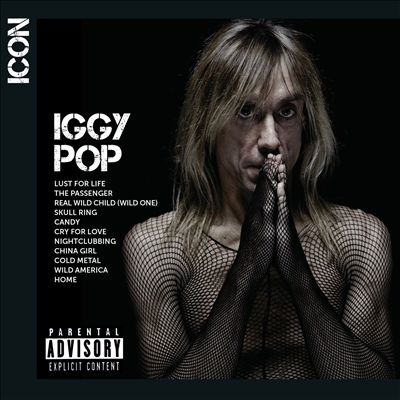 ICON
IGGY
POP
LUST FOR LIFE
THE PASSENGER
REAL WILD CHILD (WILD ONE)
SKULL RING
CANDY
CRY FOR LOVE
NIGHTCLUBBING
CHINA GIRL
COLD METAL
WILD AMERICA
HOME
PARENTAL
ADVISORY
EXPLICIT CONTENT